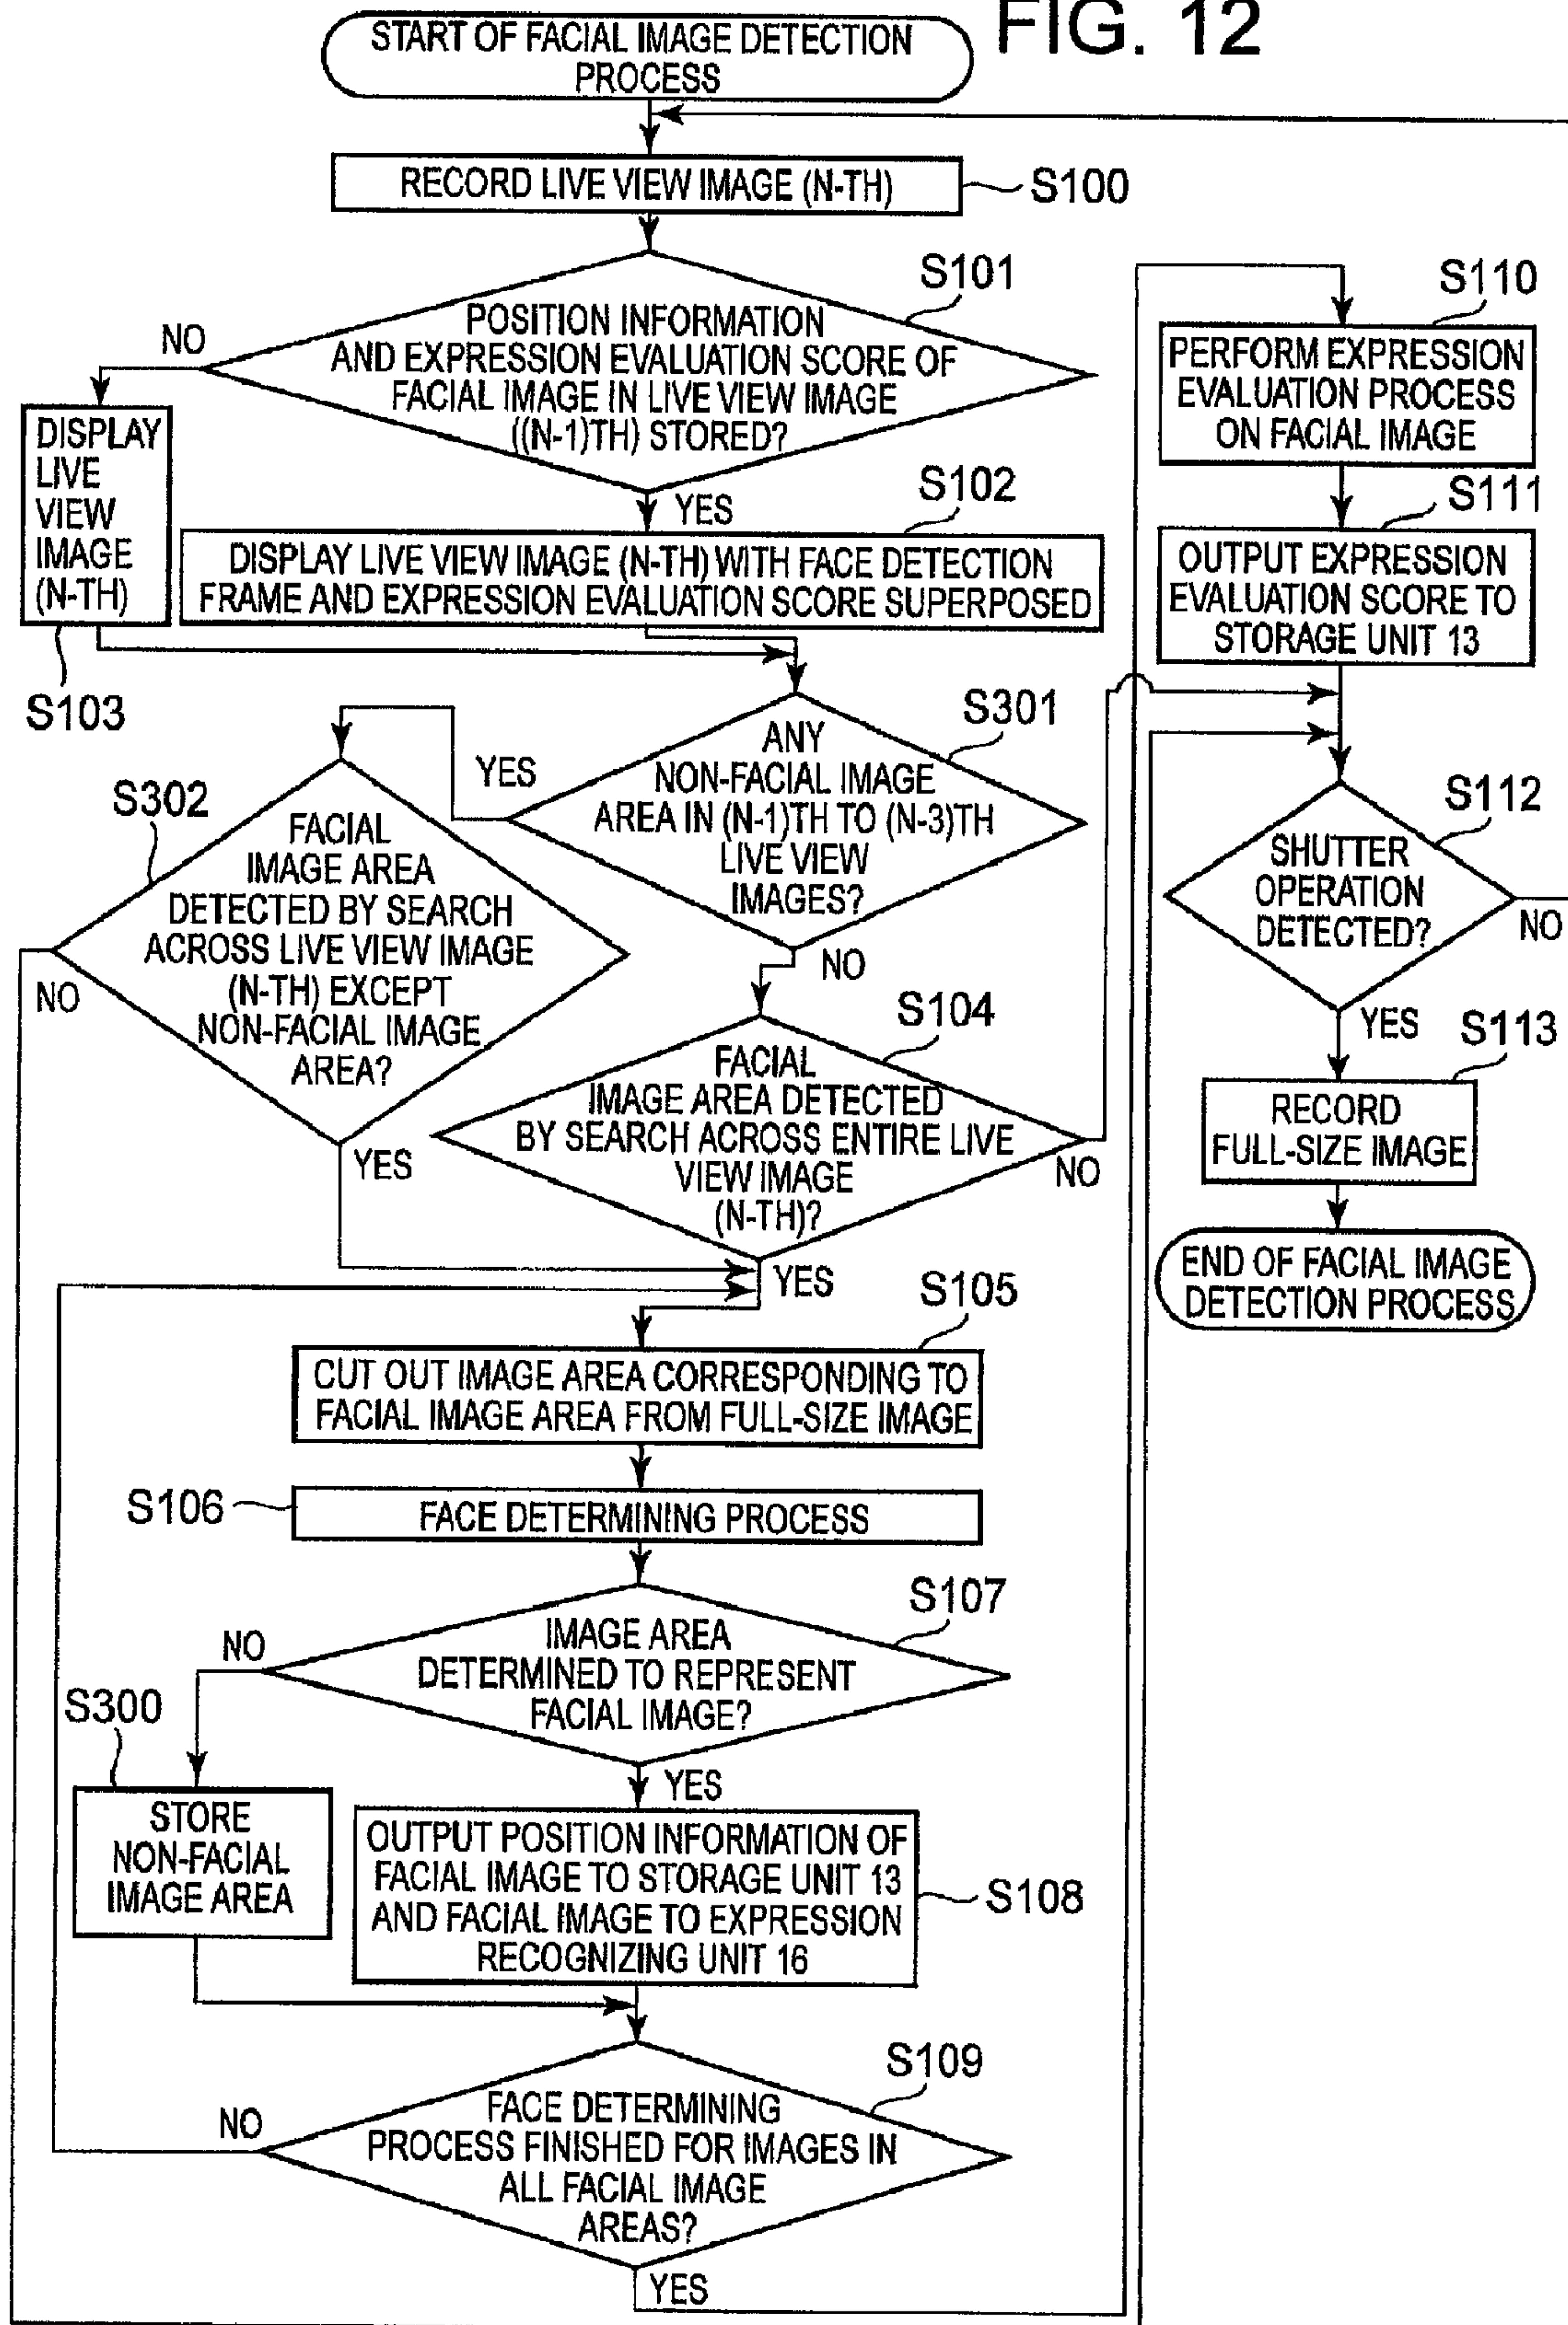 FIG. 12
START OF FACIAL IMAGE DETECTION
PROCESS
RECORD LIVE VIEW IMAGE (N-TH)
S100
S101
POSITION INFORMATION
AND EXPRESSION EVALUATION SCORE OF
FACIAL IMAGE IN LIVE VIEW IMAGE
((N-1)TH) STORED?
NO
YES
DISPLAY
LIVE
VIEW
IMAGE
(N-TH)
S103
S102
DISPLAY LIVE VIEW IMAGE (N-TH) WITH FACE DETECTION
FRAME AND EXPRESSION EVALUATION SCORE SUPERPOSED
S301
ANY
NON-FACIAL IMAGE
AREA IN (N-1)TH TO (N-3)TH
LIVE VIEW
IMAGES?
YES
NO
S302
FACIAL
IMAGE AREA
DETECTED BY SEARCH
ACROSS LIVE VIEW IMAGE
(N-TH) EXCEPT
NON-FACIAL IMAGE
AREA?
NO
YES
S104
FACIAL
IMAGE AREA DETECTED
BY SEARCH ACROSS ENTIRE LIVE
VIEW IMAGE
(N-TH)?
NO
YES
S105
CUT OUT IMAGE AREA CORRESPONDING TO
FACIAL IMAGE AREA FROM FULL-SIZE IMAGE
S106
FACE DETERMINING PROCESS
S107
IMAGE AREA
DETERMINED TO REPRESENT
FACIAL IMAGE?
NO
YES
S300
STORE
NON-FACIAL
IMAGE AREA
OUTPUT POSITION INFORMATION OF
FACIAL IMAGE TO STORAGE UNIT 13
AND FACIAL IMAGE TO EXPRESSION
RECOGNIZING UNIT 16
S108
S109
FACE DETERMINING
PROCESS FINISHED FOR IMAGES IN
ALL FACIAL IMAGE
AREAS?
NO
YES
S110
PERFORM EXPRESSION
EVALUATION PROCESS
ON FACIAL IMAGE
S111
OUTPUT EXPRESSION
EVALUATION SCORE TO
STORAGE UNIT 13
S112
SHUTTER
OPERATION
DETECTED?
NO
YES
S113
RECORD
FULL-SIZE IMAGE
END OF FACIAL IMAGE
DETECTION PROCESS